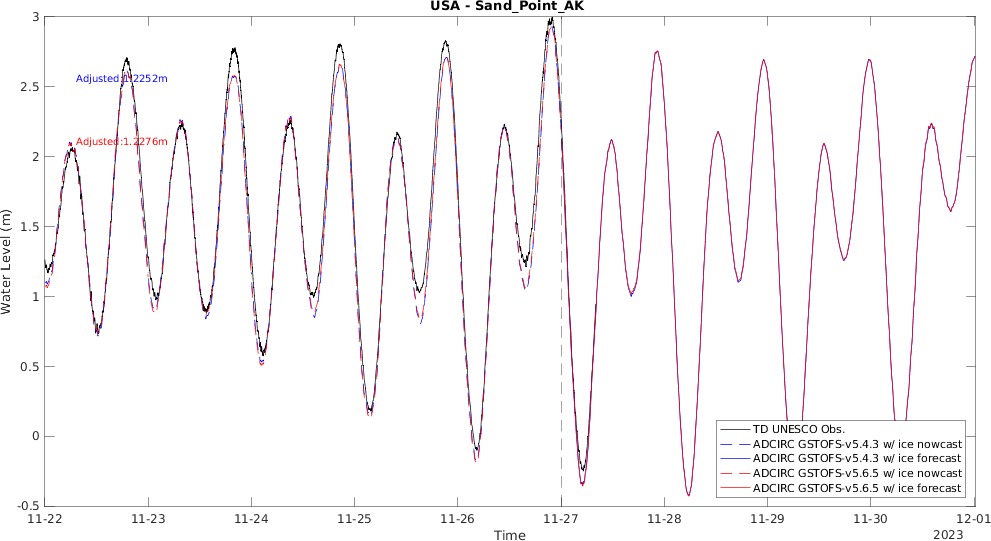 USA - Sand_Point_AK
3
2.5
2
1.5
1
0.5
0
-0.5
Water Level (m)
Adjusted:1.2252m
Adjusted:1.2276m
TD UNESCO Obs.
ADCIRC GSTOFS-v5.4.3 w/ ice nowcast
ADCIRC GSTOFS-v5.4.3 w/ ice forecast
ADCIRC GSTOFS-v5.6.5 w/ ice nowcast
ADCIRC GSTOFS-v5.6.5 w/ ice forecast
11-22 11-23 11-24 11-25 11-26 11-27 11-28 11-29 11-30 12-01
Time
2023